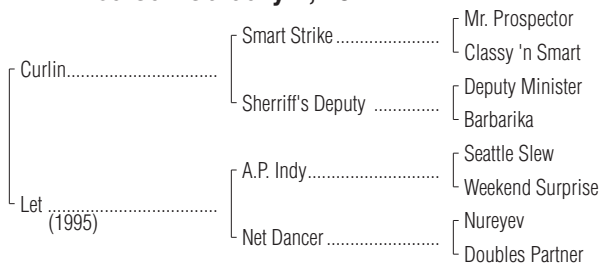 Mr. Prospector
Smart Strike
Classy 'n Smart
Curlin
Deputy Minister
Sherriff's Deputy
Barbarika
Seattle Slew
A.P. Indy
Weekend Surprise
Let
(1995)
Nureyev
Net Dancer
Doubles Partner